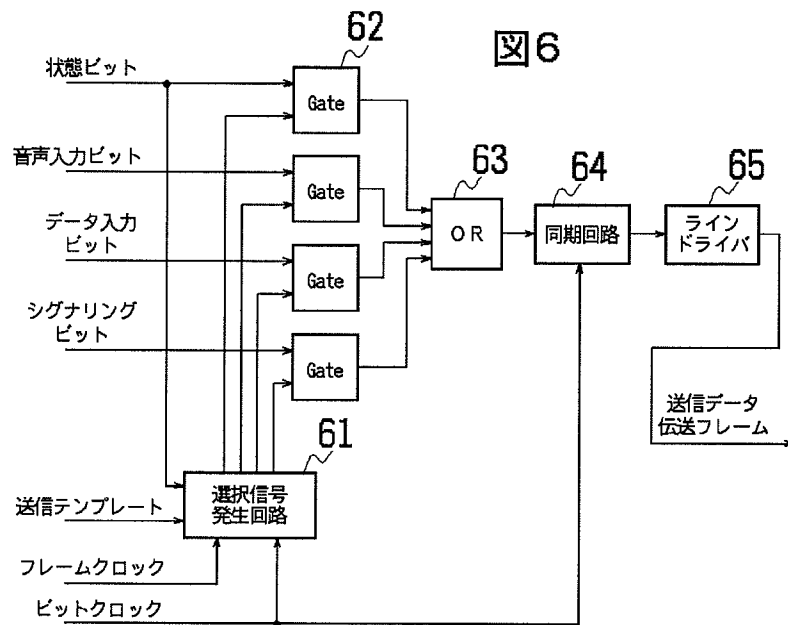 図6
62
状態ビット
Gate
音声入力ビット
Gate
63
64
65
データ入力
ビット
OR
同期回路
ライン
ドライバ
Gate
シグナリング
ビット
Gate
送信データ
伝送フレーム
61
選択信号
発生回路
送信テンプレート
フレームクロック
ビットクロック